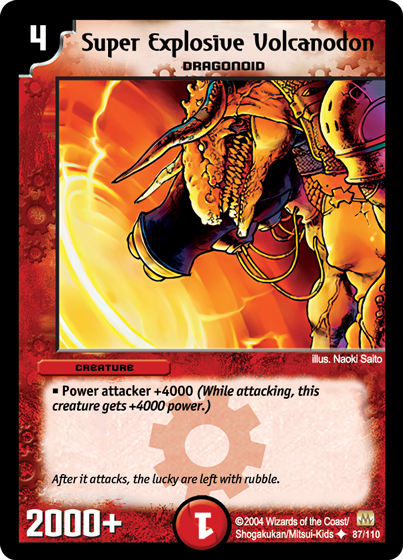 4
Super Explosive Volcanodon
DRAGONOID
illus. Naoki Saito
CREATURE
▪ Power attacker +4000 (While attacking, this
creature gets +4000 power.)
After it attacks, the lucky are left with rubble.
2000+
1
©2004 Wizards of the Coast/
Shogakukan/Mitsui-Kids ✦ 87/110